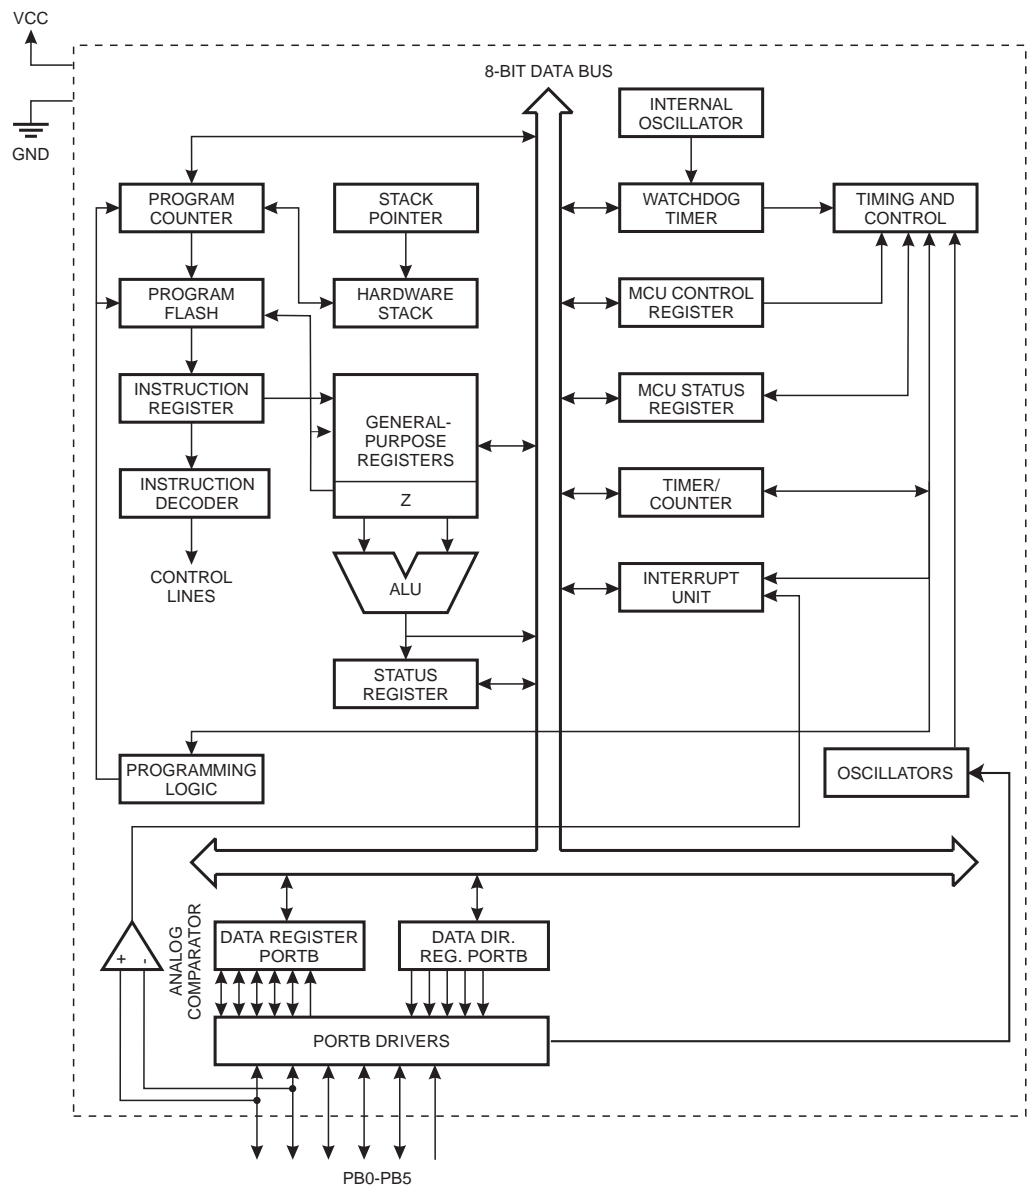 VCC
GND
8-BIT DATA BUS
INTERNAL
OSCILLATOR
PROGRAM
COUNTER
STACK
POINTER
WATCHDOG
TIMER
TIMING AND
CONTROL
PROGRAM
FLASH
HARDWARE
STACK
MCU CONTROL
REGISTER
INSTRUCTION
REGISTER
GENERAL-
PURPOSE
REGISTERS
Z
MCU STATUS
REGISTER
INSTRUCTION
DECODER
TIMER/
COUNTER
CONTROL
LINES
ALU
INTERRUPT
UNIT
STATUS
REGISTER
PROGRAMMING
LOGIC
OSCILLATORS
+
-
ANALOG
COMPARATOR
DATA REGISTER
PORTB
DATA DIR.
REG. PORTB
PORTB DRIVERS
PB0-PB5